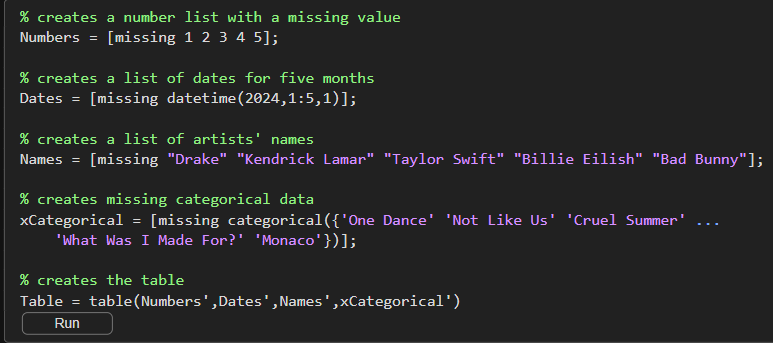 % creates a number list with a missing value
Numbers = [missing 1 2 3 4 5];
% creates a list of dates for five months
Dates = [missing datetime(2024,1:5,1)];
% creates a list of artists' names
Names = [missing "Drake" "Kendrick Lamar" "Taylor Swift" "Billie Eilish" "Bad Bunny"];
% creates missing categorical data
xCategorical = [missing categorical({'One Dance' 'Not Like Us' 'Cruel Summer' ...
'What Was I Made For?' 'Monaco'})];
% creates the table
Table = table(Numbers',Dates',Names',xCategorical')
Run